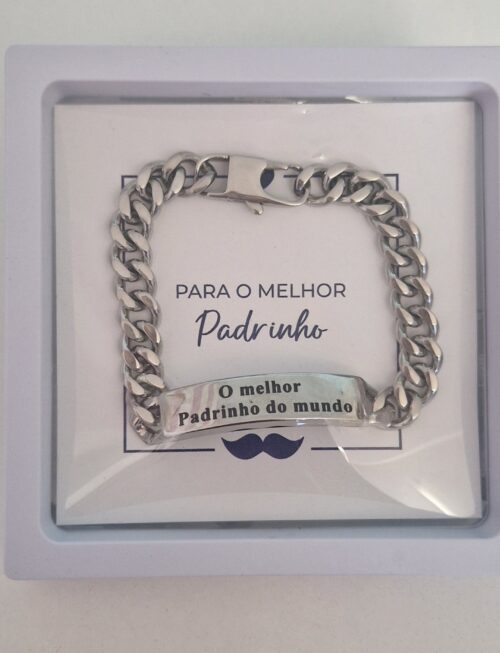 PARA O MELHOR
Padrinho
O melhor
Padrinho do mundo